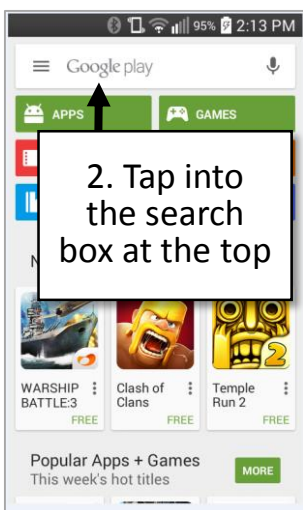 95% 2:13 PM
Google play
APPS GAMES
2. Tap into
the search
box at the top
N
WARSHIP Clash of Temple
BATTLE:3 Clans Run 2
FREE FREE FREE
2
Popular Apps + Games
This week's hot titles
MORE